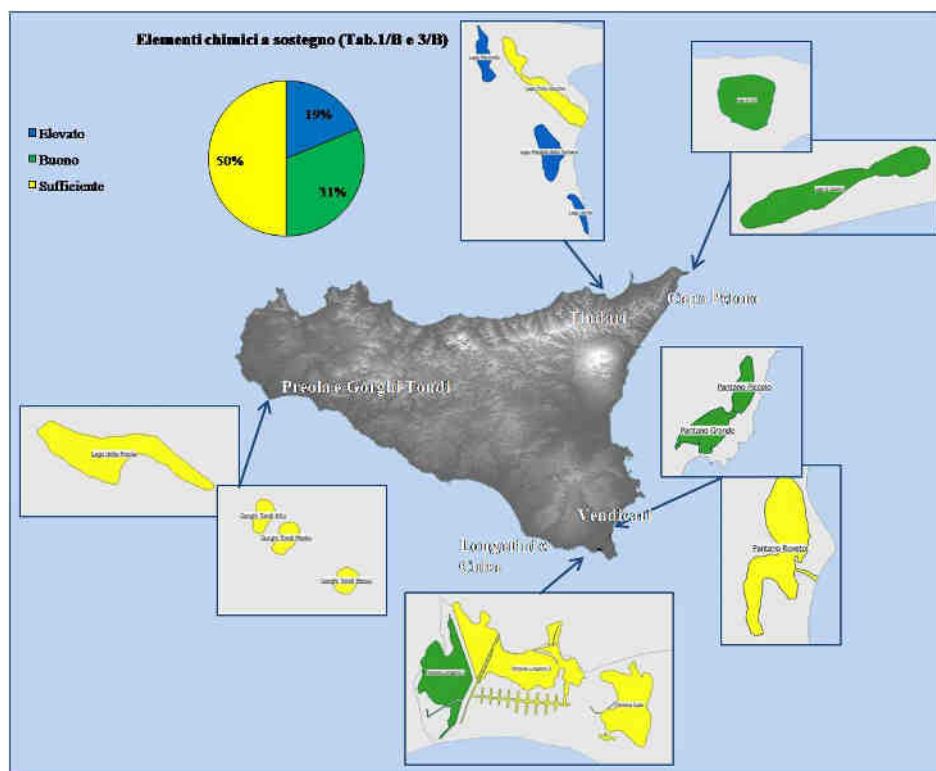 Elementi chimici a sostegno (Tab.1/B e 3/B)
Elevato
Buono
Sufficiente
19%
31%
50%
Tindari
Capo Peloro
Preola e Gorghi Tondi
Lago della Preola
Gorghi Tondi Alto
Gorghi Tondi Medio
Gorghi Tondi Basso
Pantano Piccolo
Pantano Grande
Vendicari
Pantano Roveto
Longarini e
Cuba